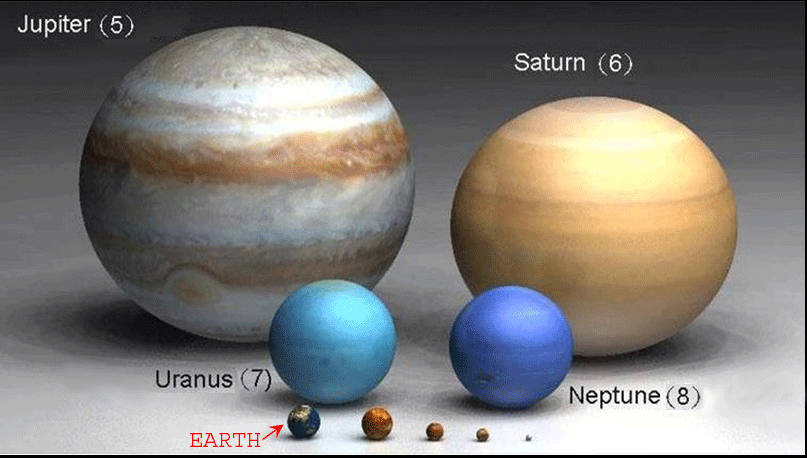 Jupiter (5)
Saturn (6)
Uranus (7)
Neptune (8)
EARTH